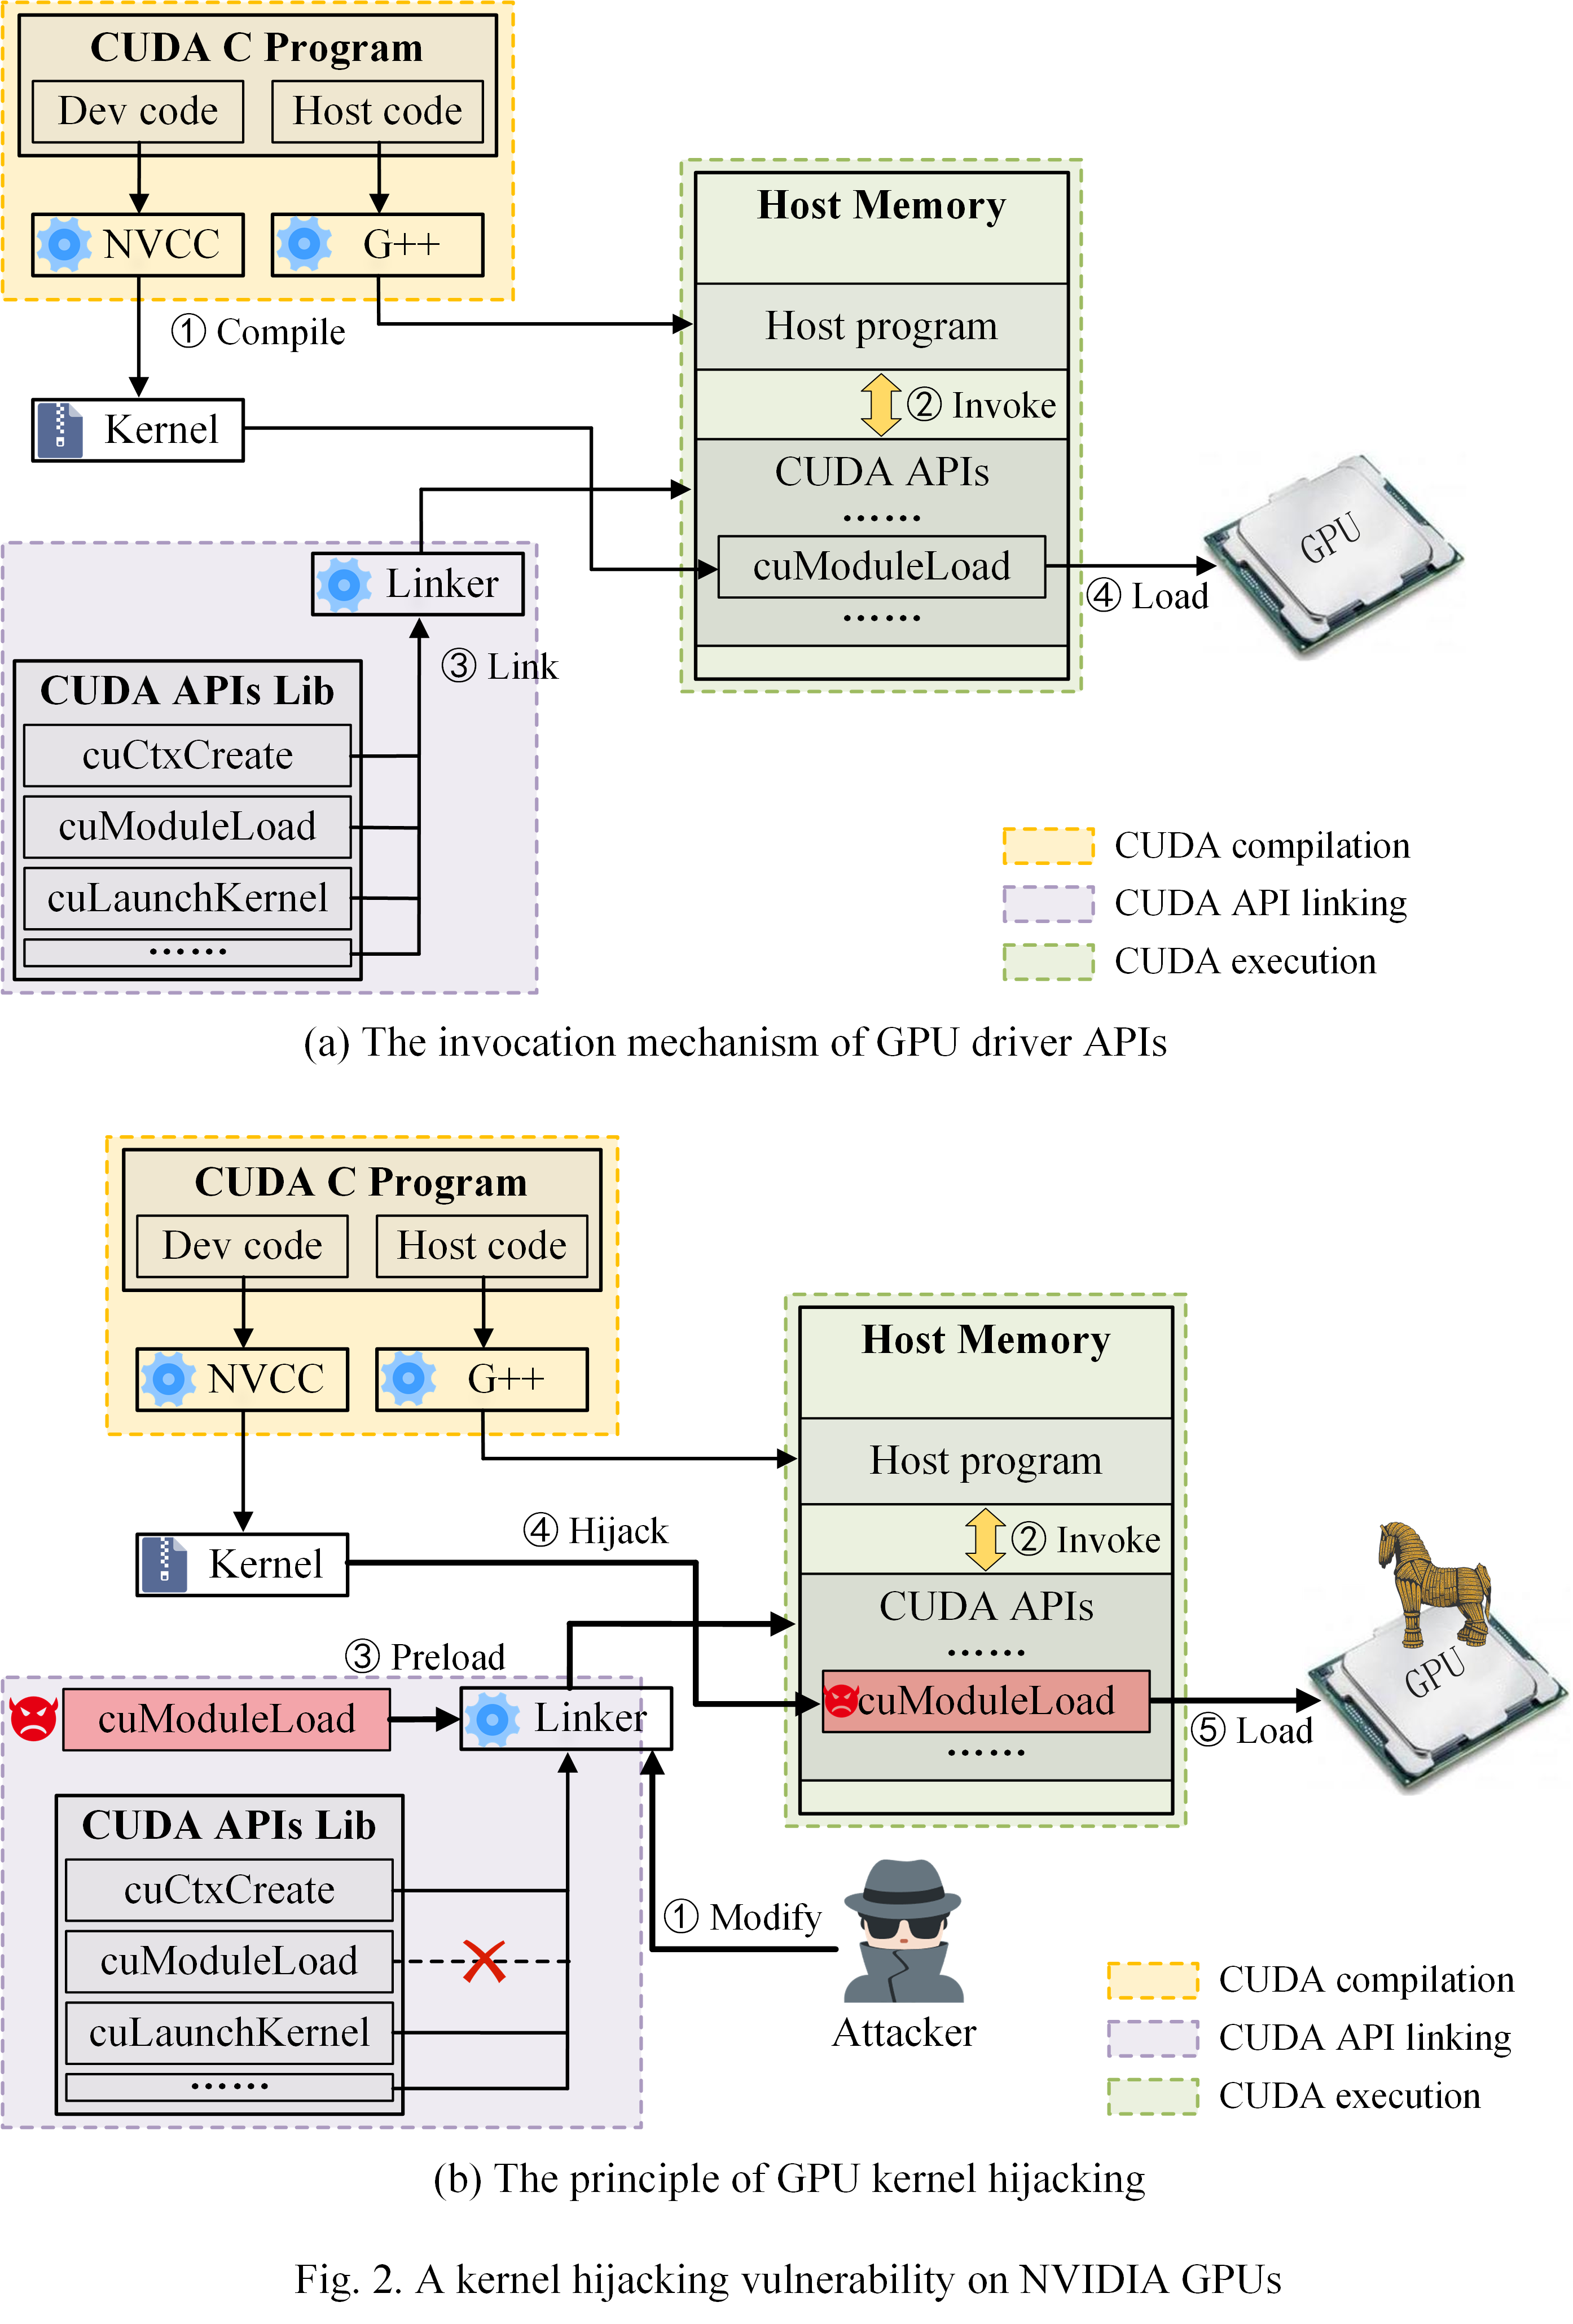 CUDA C Program
Dev code
Host code
NVCC
G++
① Compile
Kernel
Host Memory
Host program
② Invoke
CUDA APIs
······
cuModuleLoad
······
④ Load
GPU
Linker
③ Link
CUDA APIs Lib
cuCtxCreate
cuModuleLoad
cuLaunchKernel
······
CUDA compilation
CUDA API linking
CUDA execution
(a) The invocation mechanism of GPU driver APIs
CUDA C Program
Dev code
Host code
NVCC
G++
Kernel
④ Hijack
Host Memory
Host program
② Invoke
CUDA APIs
······
cuModuleLoad
······
⑤ Load
GPU
③ Preload
cuModuleLoad
Linker
CUDA APIs Lib
cuCtxCreate
cuModuleLoad
cuLaunchKernel
······
① Modify
Attacker
CUDA compilation
CUDA API linking
CUDA execution
(b) The principle of GPU kernel hijacking
Fig. 2. A kernel hijacking vulnerability on NVIDIA GPUs